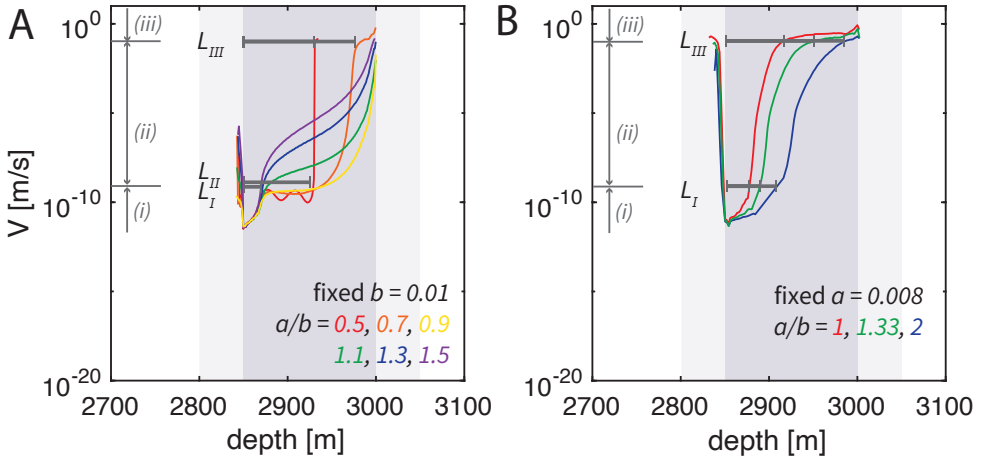 A
B
V [m/s]
10^0
10^-10
10^-20
(iii)
(ii)
(i)
L_III
L_II
L_I
fixed b = 0.01
a/b = 0.5, 0.7, 0.9
1.1, 1.3, 1.5
2700 2800 2900 3000 3100
depth [m]
10^0
10^-10
10^-20
(iii)
(ii)
(i)
L_III
L_I
fixed a = 0.008
a/b = 1, 1.33, 2
2700 2800 2900 3000 3100
depth [m]